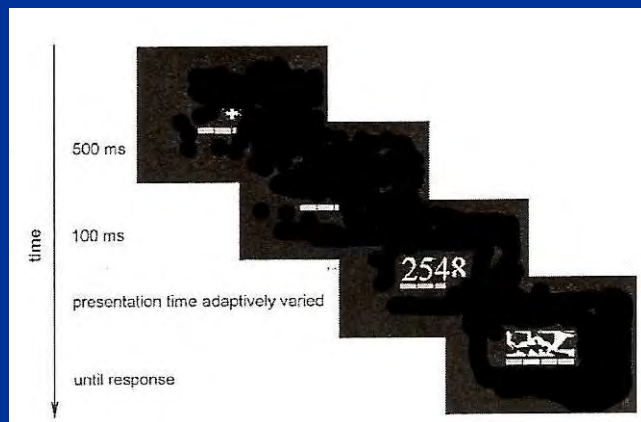 500 ms
100 ms
time
2548
presentation time adaptively varied
until response